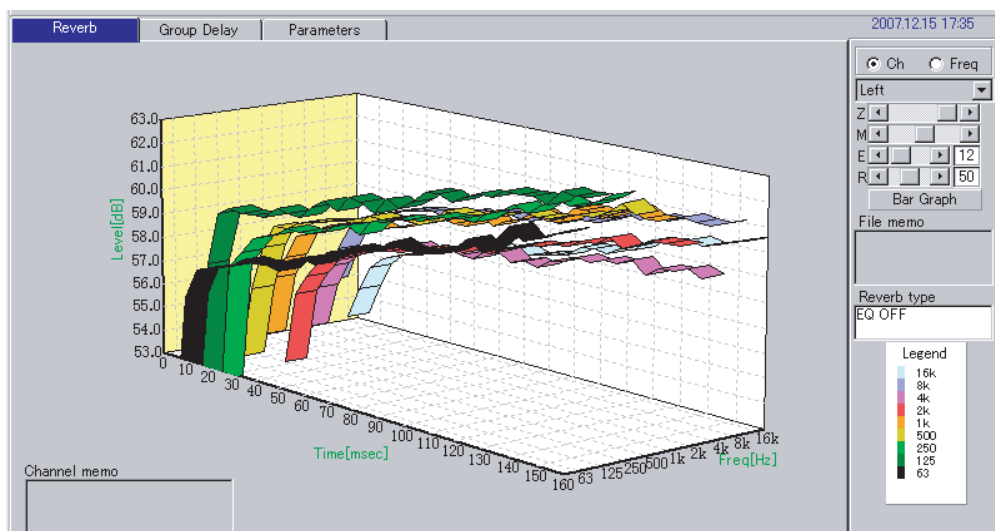 Reverb Group Delay Parameters 2007.12.15 17:35
Ch Freq
Left
Z
M
E 12
R 50
Bar Graph
File memo
Reverb type
EQ OFF
Legend
16k
8k
4k
2k
1k
500
250
125
63
Level[dB]
63.0
62.0
61.0
60.0
59.0
58.0
57.0
56.0
55.0
54.0
53.0
0 10 20 30 40 50 60 70 80 90 100 110 120 130 140 150 160
Time[msec]
63 125 250 500 1k 2k 4k 8k 16k
Freq[Hz]
Channel memo